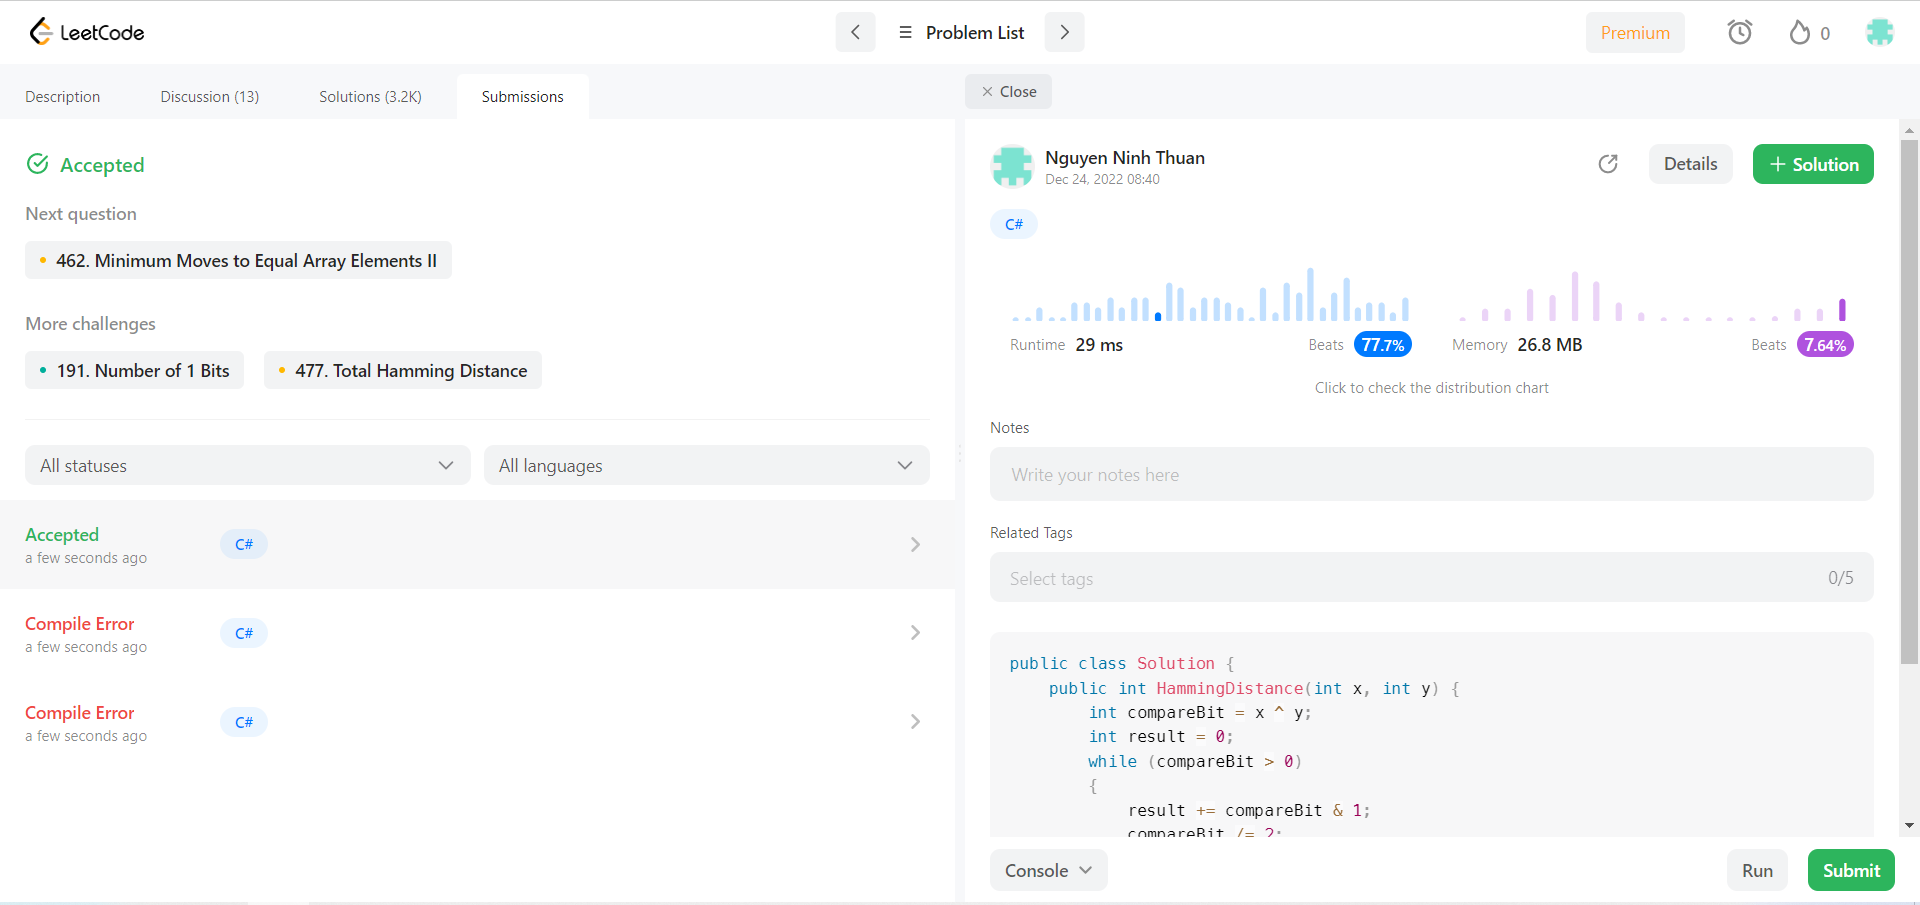 LeetCode
Problem List
Premium
0
Description
Discussion (13)
Solutions (3.2K)
Submissions
Close
Accepted
Next question
462. Minimum Moves to Equal Array Elements II
More challenges
191. Number of 1 Bits
477. Total Hamming Distance
All statuses
All languages
Accepted
a few seconds ago
C#
Compile Error
a few seconds ago
C#
Compile Error
a few seconds ago
C#
Nguyen Ninh Thuan
Dec 24, 2022 08:40
Details
+ Solution
C#
Runtime 29 ms
Beats 77.7%
Memory 26.8 MB
Beats 7.64%
Click to check the distribution chart
Notes
Write your notes here
Related Tags
Select tags
0/5
public class Solution {
    public int HammingDistance(int x, int y) {
        int compareBit = x ^ y;
        int result = 0;
        while (compareBit > 0)
        {
            result += compareBit & 1;
            compareBit /= 2;
Console
Run
Submit